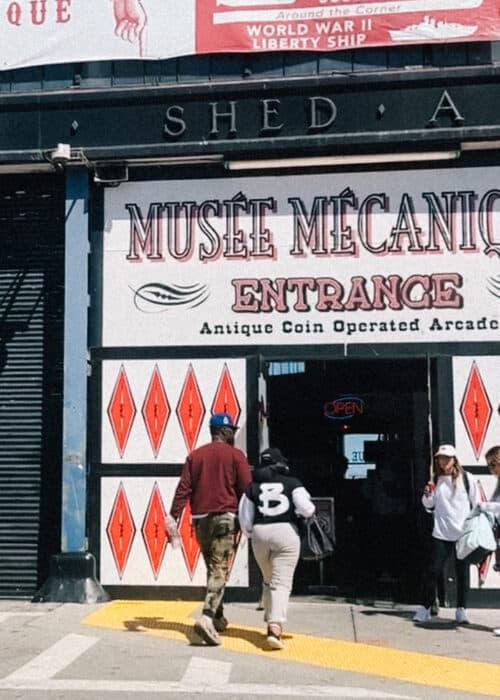 QUE
Around the Corner
WORLD WAR II
LIBERTY SHIP
SHED · A
MUSÉE MÉCANIQ
ENTRANCE
Antique Coin Operated Arcade
OPEN
B